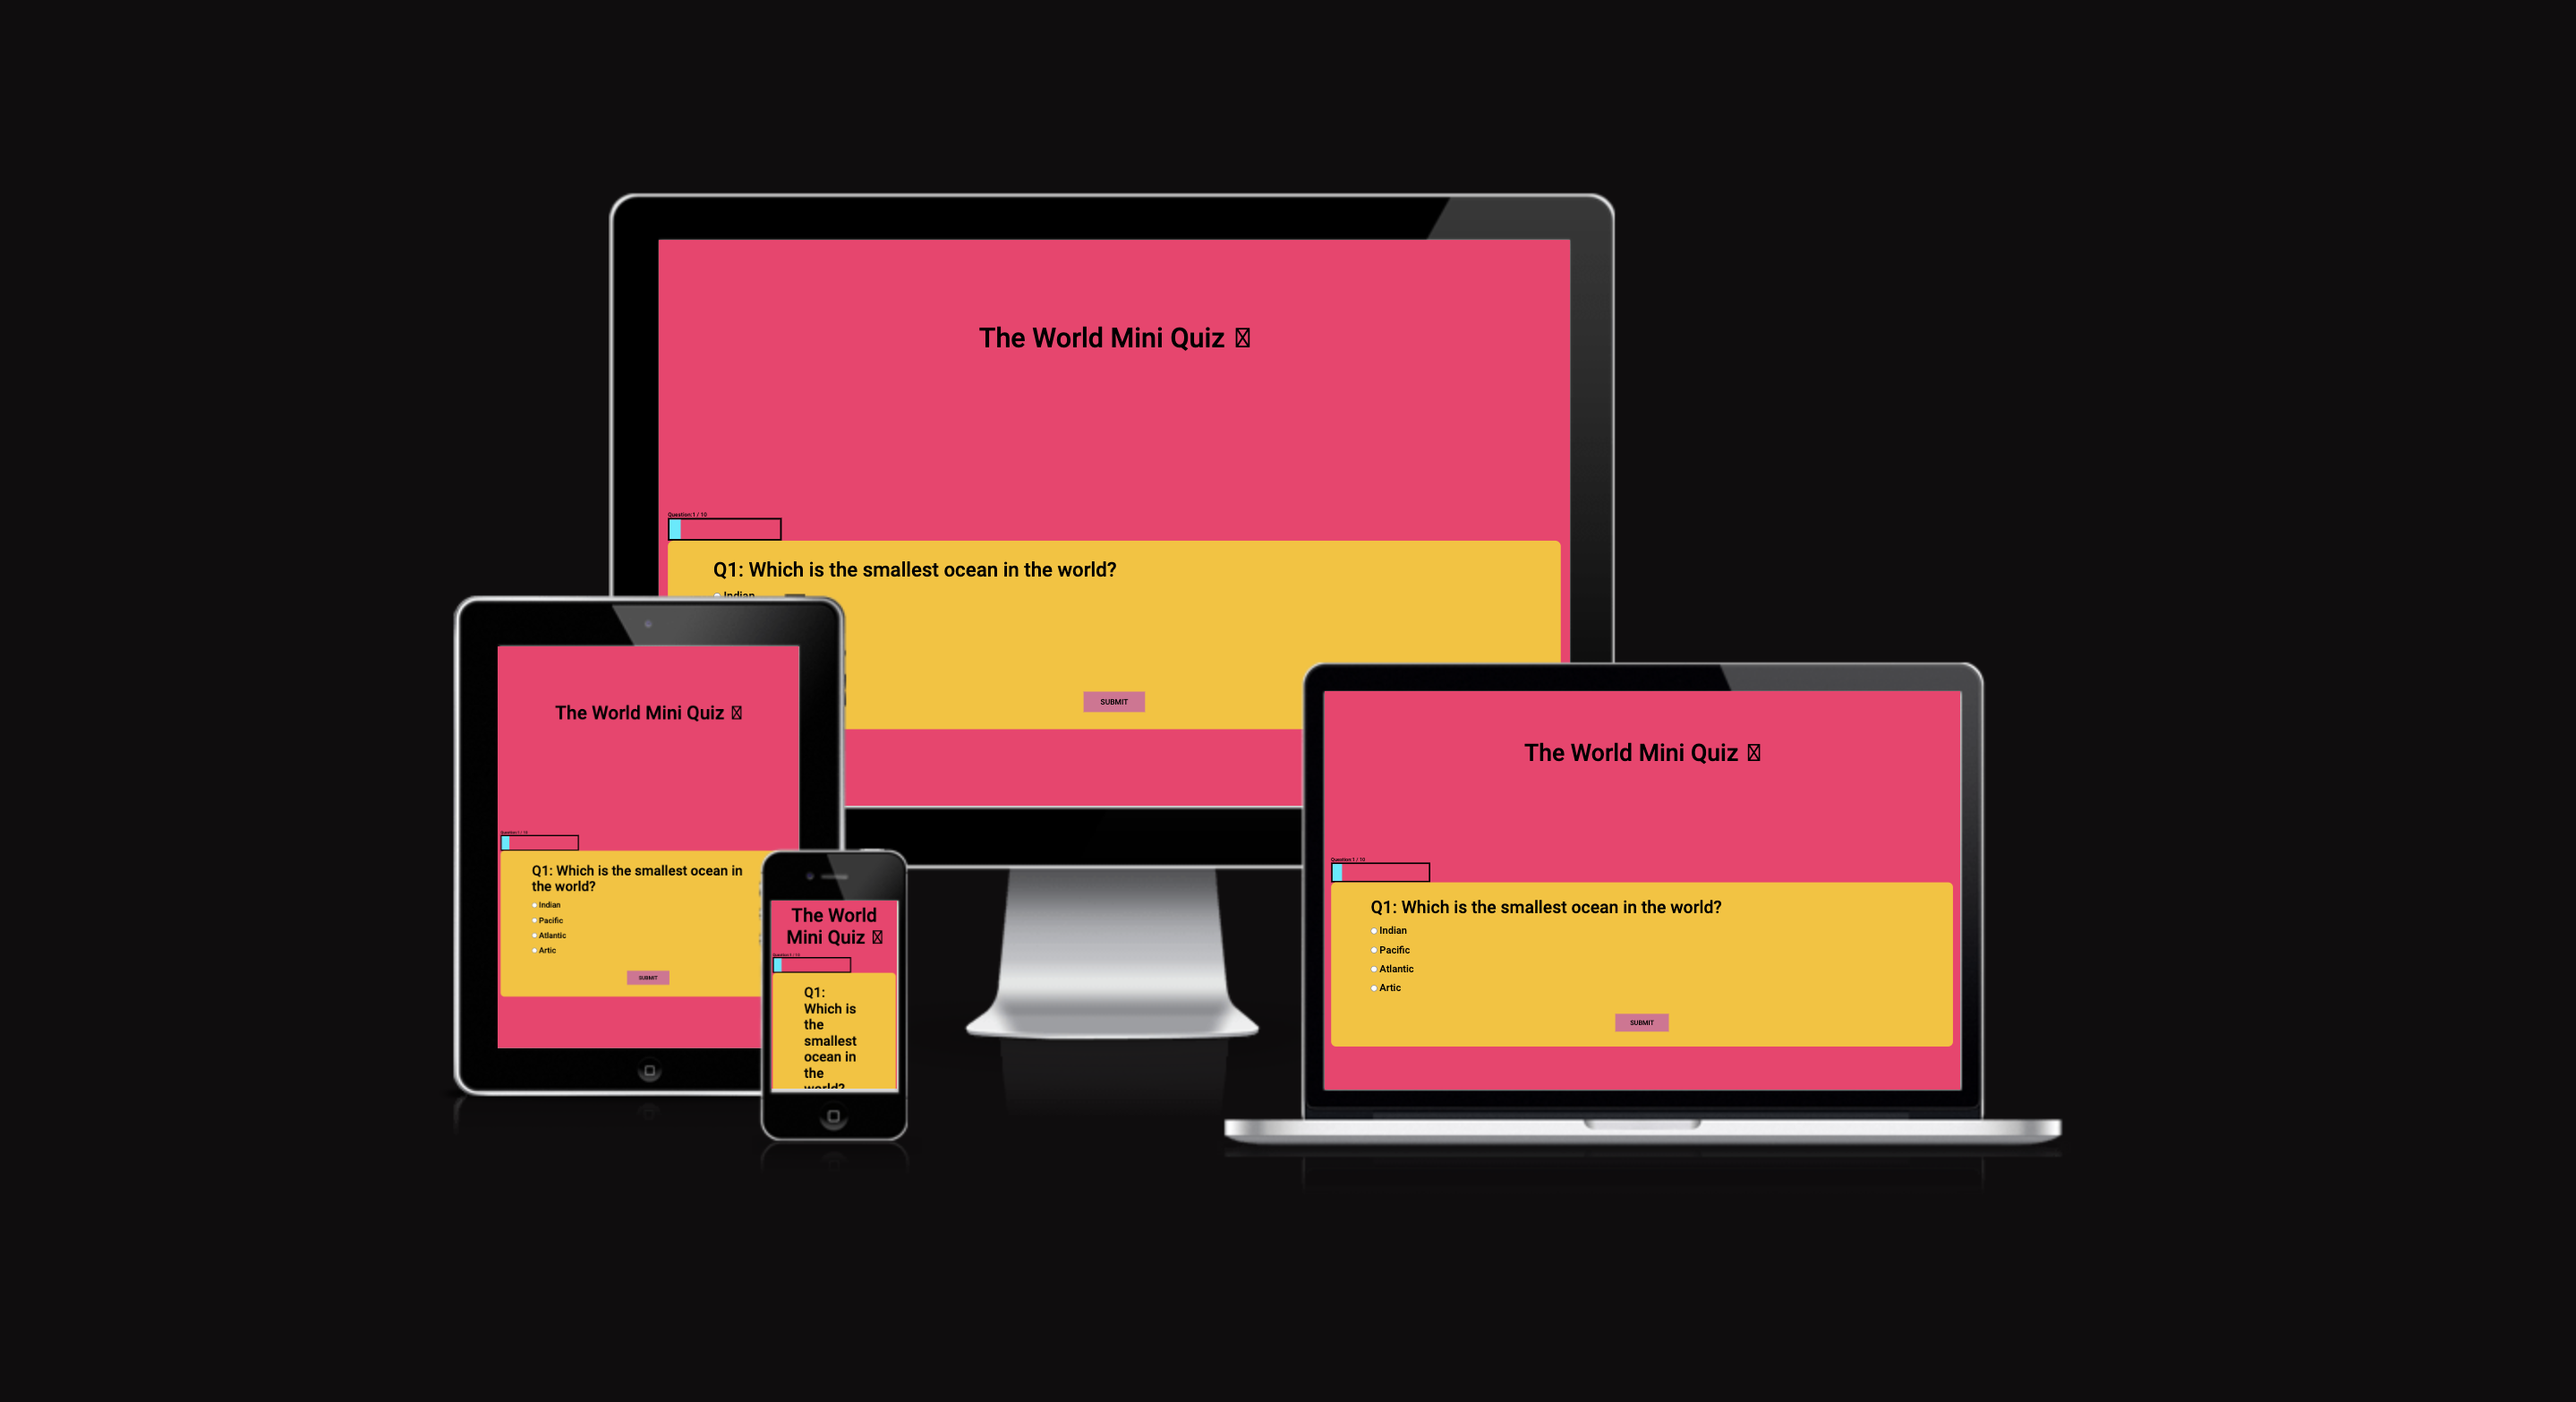 The World Mini Quiz
Question 1 / 10
Q1: Which is the smallest ocean in the world?
Indian
SUBMIT
The World Mini Quiz
Question 1 / 10
Q1: Which is the smallest ocean in
the world?
Indian
Pacific
Atlantic
Artic
SUBMIT
The World
Mini Quiz
Question 1 / 10
Q1:
Which is
the
smallest
ocean in
the
world?
The World Mini Quiz
Question 1 / 10
Q1: Which is the smallest ocean in the world?
Indian
Pacific
Atlantic
Artic
SUBMIT